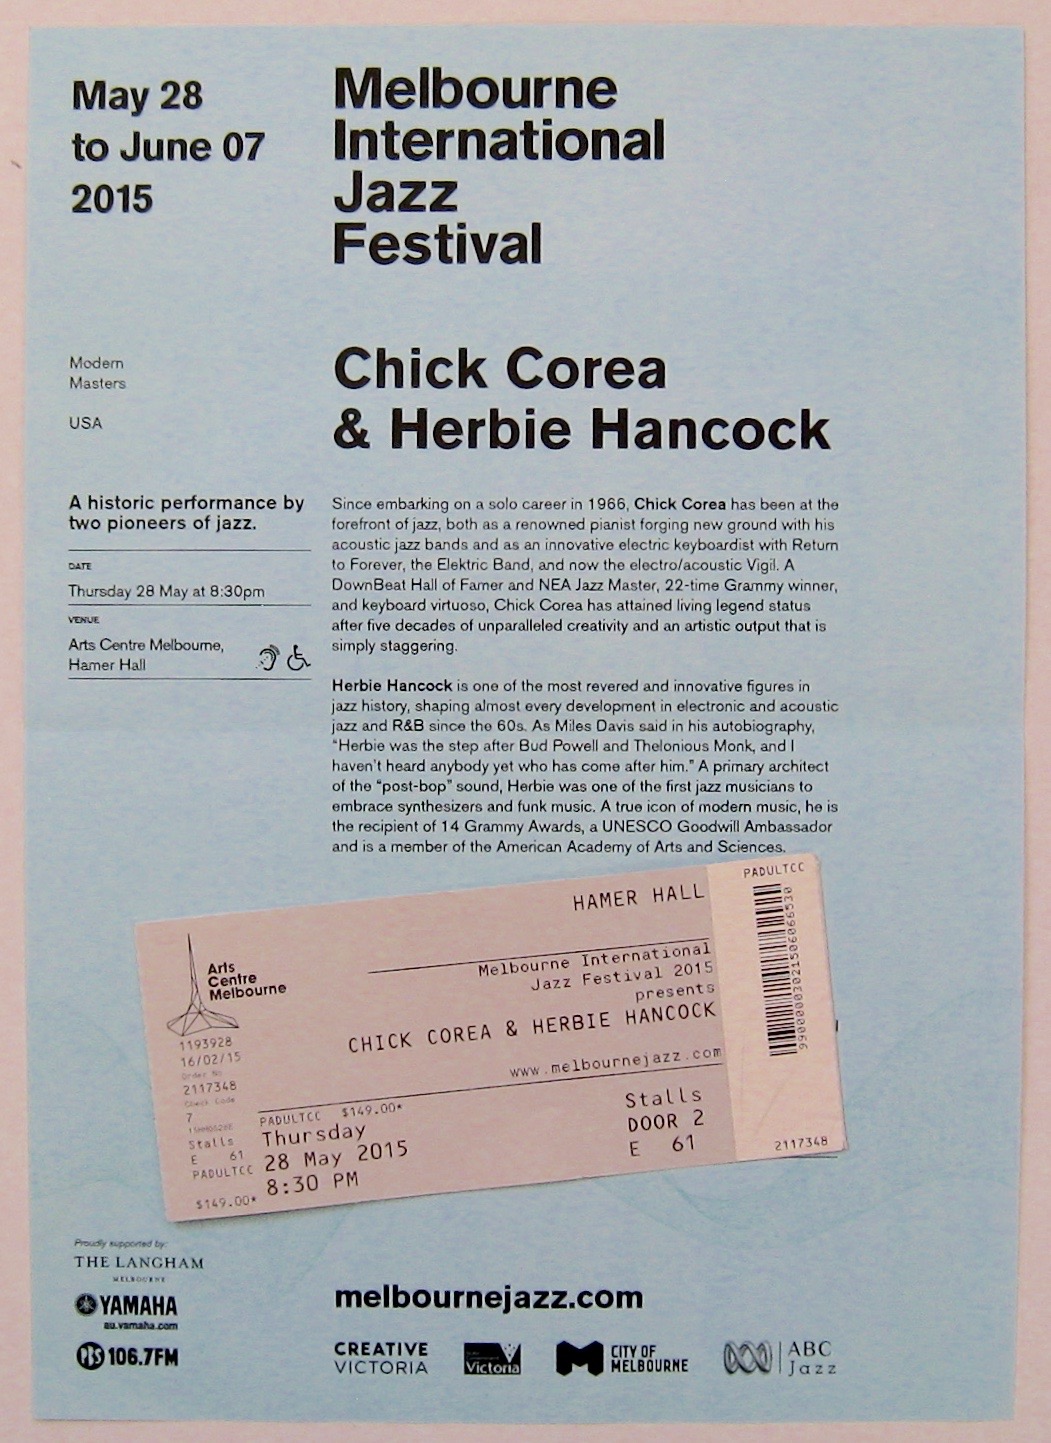 May 28
to June 07
2015
Melbourne
International
Jazz
Festival
Modern
Masters
USA
Chick Corea
& Herbie Hancock
A historic performance by
two pioneers of jazz.
DATE
Thursday 28 May at 8:30pm
VENUE
Arts Centre Melbourne,
Hamer Hall
Since embarking on a solo career in 1966, Chick Corea has been at the
forefront of jazz, both as a renowned pianist forging new ground with his
acoustic jazz bands and as an innovative electric keyboardist with Return
to Forever, the Elektric Band, and now the electro/acoustic Vigil. A
DownBeat Hall of Famer and NEA Jazz Master, 22-time Grammy winner,
and keyboard virtuoso, Chick Corea has attained living legend status
after five decades of unparalleled creativity and an artistic output that is
simply staggering.
Herbie Hancock is one of the most revered and innovative figures in
jazz history, shaping almost every development in electronic and acoustic
jazz and R&B since the 60s. As Miles Davis said in his autobiography,
“Herbie was the step after Bud Powell and Thelonious Monk, and I
haven’t heard anybody yet who has come after him.” A primary architect
of the “post-bop” sound, Herbie was one of the first jazz musicians to
embrace synthesizers and funk music. A true icon of modern music, he is
the recipient of 14 Grammy Awards, a UNESCO Goodwill Ambassador
and is a member of the American Academy of Arts and Sciences.
HAMER HALL
Arts
Centre
Melbourne
Melbourne International
Jazz Festival 2015
presents
CHICK COREA & HERBIE HANCOCK
www.melbournejazz.com
1193928
16/02/15
Order No
2117348
Check Code
7
Stalls
E 61
PADULTCC
$149.00*
PADULTCC $149.00*
Thursday
28 May 2015
8:30 PM
Stalls
DOOR 2
E 61
PADULTCC
2117348
Proudly supported by:
THE LANGHAM
MELBOURNE
YAMAHA
au.yamaha.com
PBS 106.7FM
melbournejazz.com
CREATIVE
VICTORIA
Victoria
CITY OF
MELBOURNE
ABC
Jazz